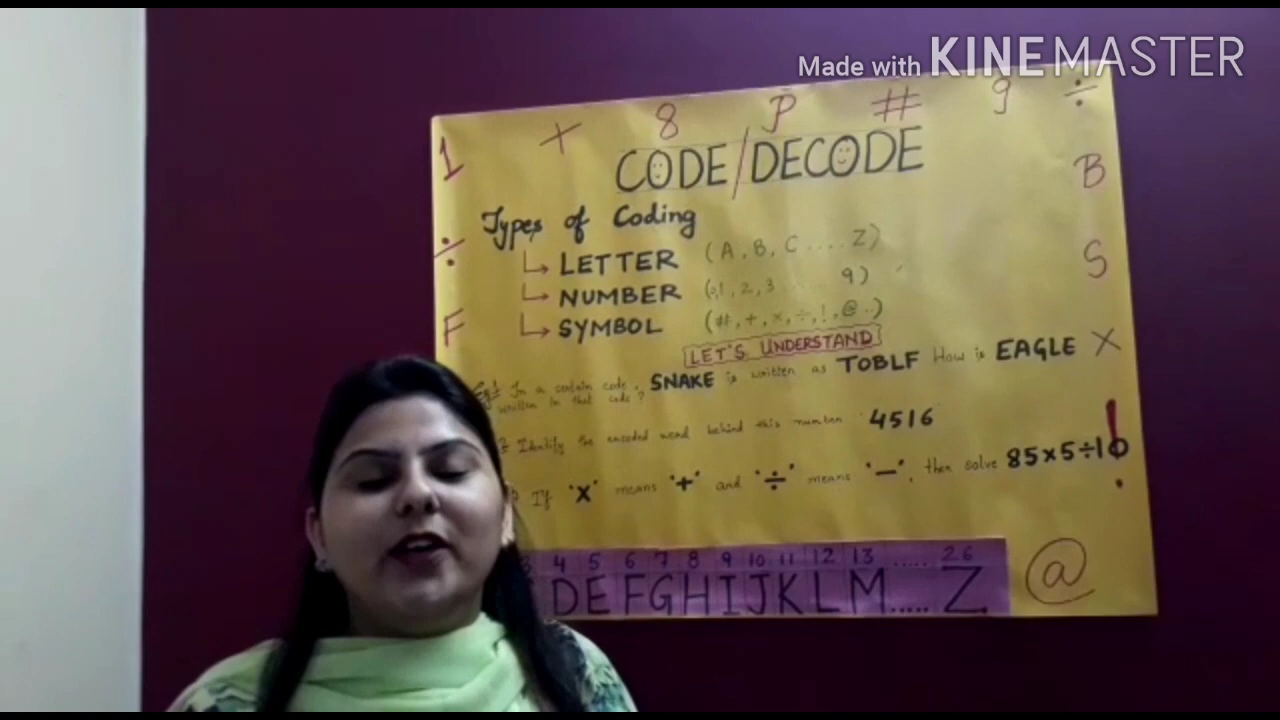 Made with KINEMASTER
1 + 8 P # 9 ÷
CODE/DECODE
B
Types of Coding
÷
LETTER (A, B, C .... Z)
S
NUMBER (0,1, 2, 3 ... 9)
F
SYMBOL (#, +, ×, ÷, !, @ ..)
LET'S UNDERSTAND
In a certain code, SNAKE is written as TOBLF How is EAGLE
×
written in that code?
Identify the encoded word behind this number 4516
!
If "×" means "+" and "÷" means "−", then solve 85×5÷10
4 5 6 7 8 9 10 11 12 13 ..... 26
D E F G H I J K L M ..... Z
@